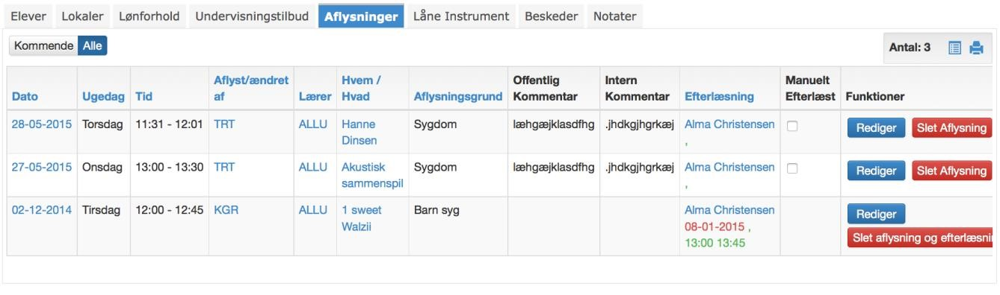 Elever Lokaler Lønforhold Undervisningstilbud Aflysninger Låne Instrument Beskeder Notater
Kommende Alle Antal: 3
Dato Ugedag Tid Aflyst/ændret af Lærer Hvem / Hvad Aflysningsgrund Offentlig Kommentar Intern Kommentar Efterlæsning Manuelt Efterlæst Funktioner
28-05-2015 Torsdag 11:31 - 12:01 TRT ALLU Hanne Dinsen Sygdom læhgæjklasdfhg .jhdkgjhgrkæj Alma Christensen , Rediger Slet Aflysning
27-05-2015 Onsdag 13:00 - 13:30 TRT ALLU Akustisk sammenspil Sygdom læhgæjklasdfhg .jhdkgjhgrkæj Alma Christensen , Rediger Slet Aflysning
02-12-2014 Tirsdag 12:00 - 12:45 KGR ALLU 1 sweet Walzii Barn syg Alma Christensen 08-01-2015 , 13:00 13:45 Rediger
Slet aflysning og efterlæsni